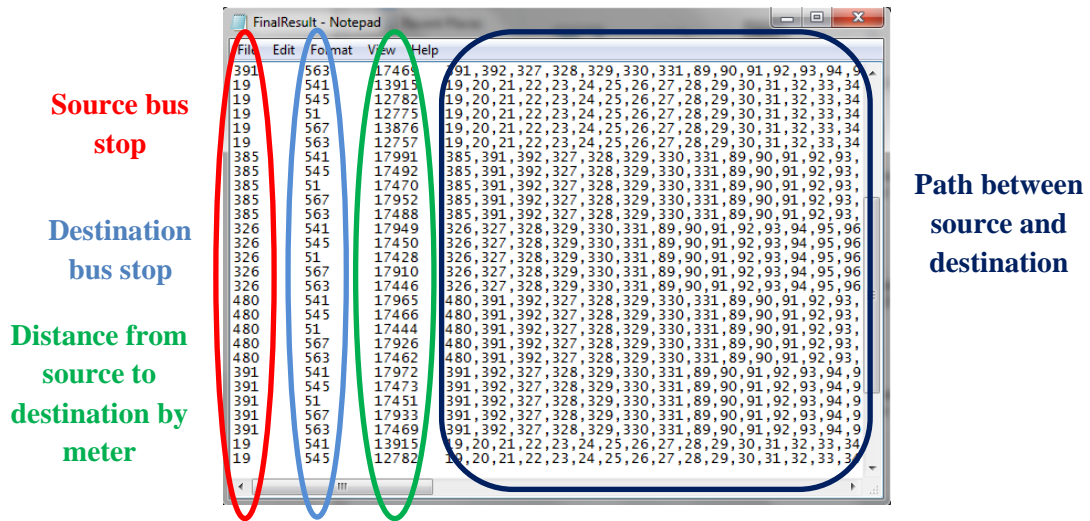 FinalResult - Notepad
File Edit Format View Help
391 563 17469 391,392,327,328,329,330,331,89,90,91,92,93,94,9
19 541 13915 19,20,21,22,23,24,25,26,27,28,29,30,31,32,33,34
19 545 12782 19,20,21,22,23,24,25,26,27,28,29,30,31,32,33,34
19 51 12775 19,20,21,22,23,24,25,26,27,28,29,30,31,32,33,34
19 567 13876 19,20,21,22,23,24,25,26,27,28,29,30,31,32,33,34
19 563 12757 19,20,21,22,23,24,25,26,27,28,29,30,31,32,33,34
385 541 17991 385,391,392,327,328,329,330,331,89,90,91,92,93,
385 545 17492 385,391,392,327,328,329,330,331,89,90,91,92,93,
385 51 17470 385,391,392,327,328,329,330,331,89,90,91,92,93,
385 567 17952 385,391,392,327,328,329,330,331,89,90,91,92,93,
385 563 17488 385,391,392,327,328,329,330,331,89,90,91,92,93,
326 541 17949 326,327,328,329,330,331,89,90,91,92,93,94,95,96
326 545 17450 326,327,328,329,330,331,89,90,91,92,93,94,95,96
326 51 17428 326,327,328,329,330,331,89,90,91,92,93,94,95,96
326 567 17910 326,327,328,329,330,331,89,90,91,92,93,94,95,96
326 563 17446 326,327,328,329,330,331,89,90,91,92,93,94,95,96
480 541 17965 480,391,392,327,328,329,330,331,89,90,91,92,93,
480 545 17466 480,391,392,327,328,329,330,331,89,90,91,92,93,
480 51 17444 480,391,392,327,328,329,330,331,89,90,91,92,93,
480 567 17926 480,391,392,327,328,329,330,331,89,90,91,92,93,
480 563 17462 480,391,392,327,328,329,330,331,89,90,91,92,93,
391 541 17972 391,392,327,328,329,330,331,89,90,91,92,93,94,9
391 545 17473 391,392,327,328,329,330,331,89,90,91,92,93,94,9
391 51 17451 391,392,327,328,329,330,331,89,90,91,92,93,94,9
391 567 17933 391,392,327,328,329,330,331,89,90,91,92,93,94,9
391 563 17469 391,392,327,328,329,330,331,89,90,91,92,93,94,9
19 541 13915 19,20,21,22,23,24,25,26,27,28,29,30,31,32,33,34
19 545 12782 19,20,21,22,23,24,25,26,27,28,29,30,31,32,33,34
Source bus
stop
Destination
bus stop
Distance from
source to
destination by
meter
Path between
source and
destination